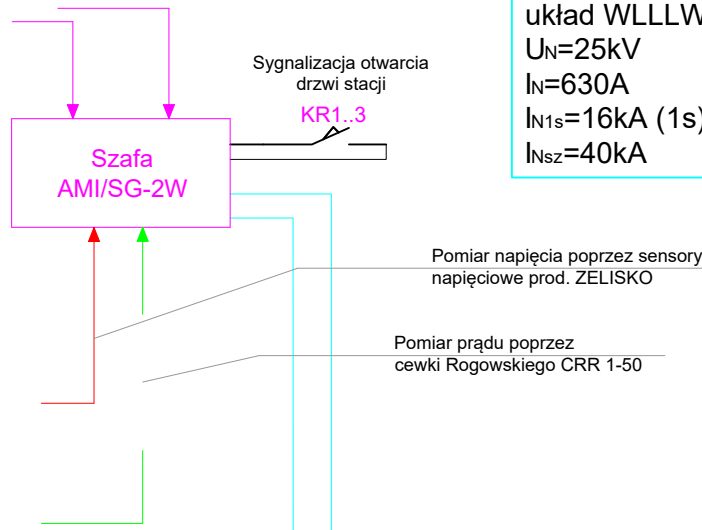 układ WLLLW
UN=25kV
IN=630A
IN1s=16kA (1s)
INsz=40kA
Sygnalizacja otwarcia
drzwi stacji
KR1..3
Szafa
AMI/SG-2W
Pomiar napięcia poprzez sensory
napięciowe prod. ZELISKO
Pomiar prądu poprzez
cewki Rogowskiego CRR 1-50